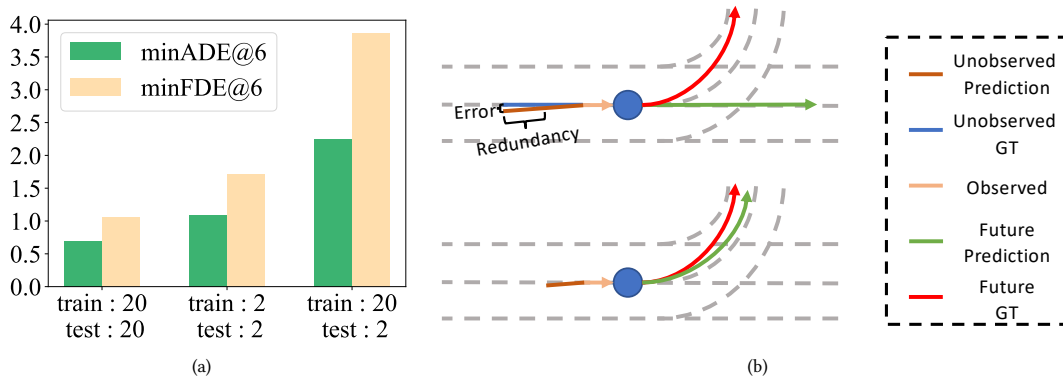 4.0
3.5
3.0
2.5
2.0
1.5
1.0
0.5
0.0
minADE@6
minFDE@6
train : 20
test : 20
train : 2
test : 2
train : 20
test : 2
(a)
Error
Redundancy
(b)
Unobserved
Prediction
Unobserved
GT
Observed
Future
Prediction
Future
GT